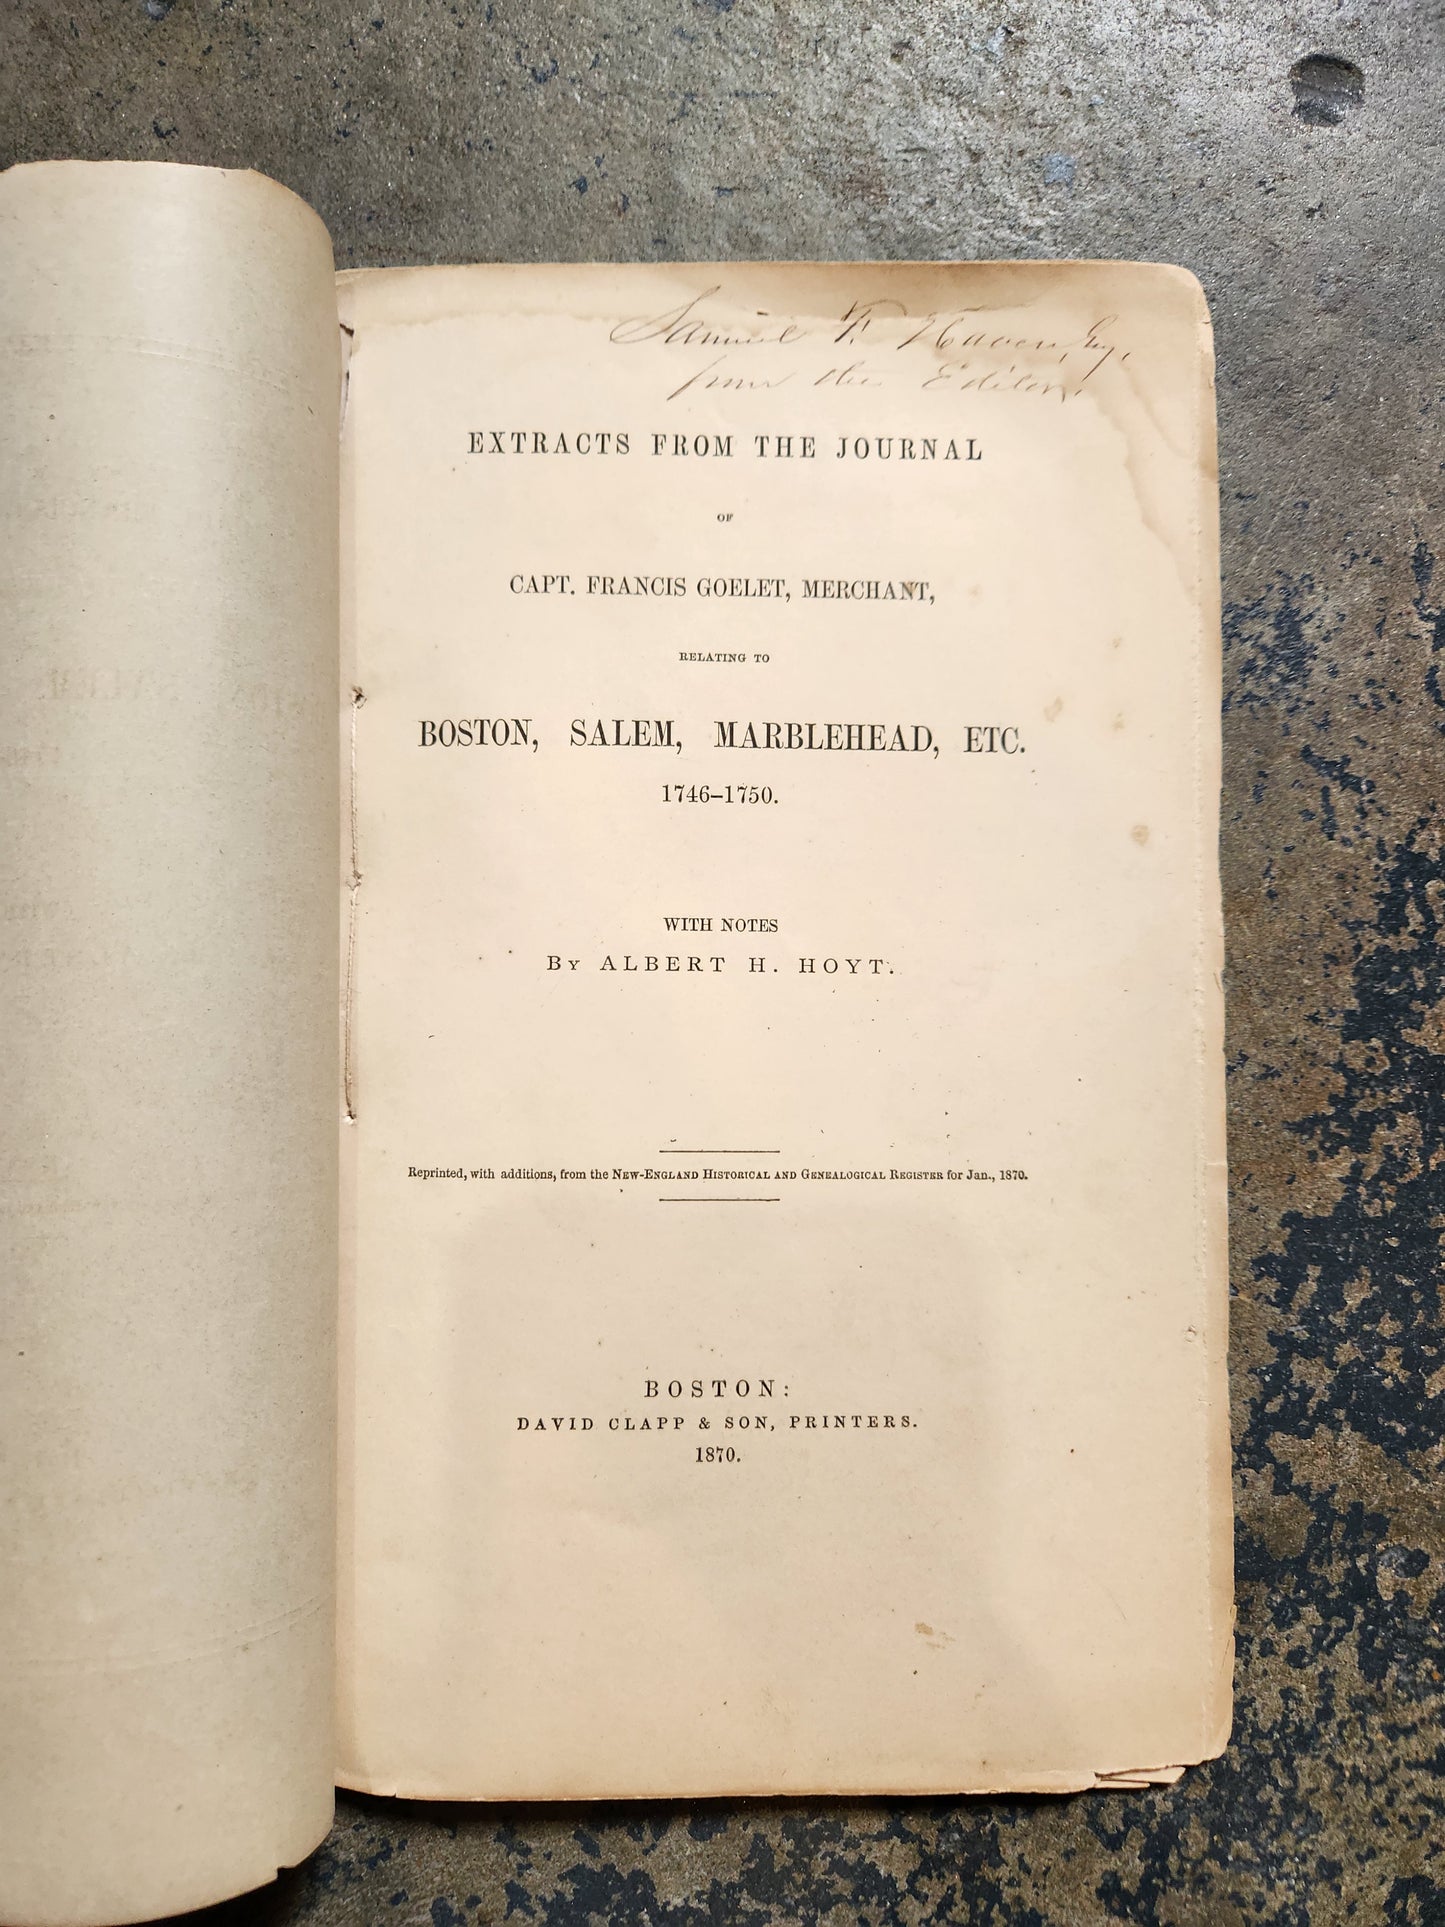 Samuel F. Haven, Esq.
from the Editor.
EXTRACTS FROM THE JOURNAL
OF
CAPT. FRANCIS GOELET, MERCHANT,
RELATING TO
BOSTON, SALEM, MARBLEHEAD, ETC.
1746–1750.
WITH NOTES
By ALBERT H. HOYT.
Reprinted, with additions, from the New-England Historical and Genealogical Register for Jan., 1870.
BOSTON:
DAVID CLAPP & SON, PRINTERS.
1870.